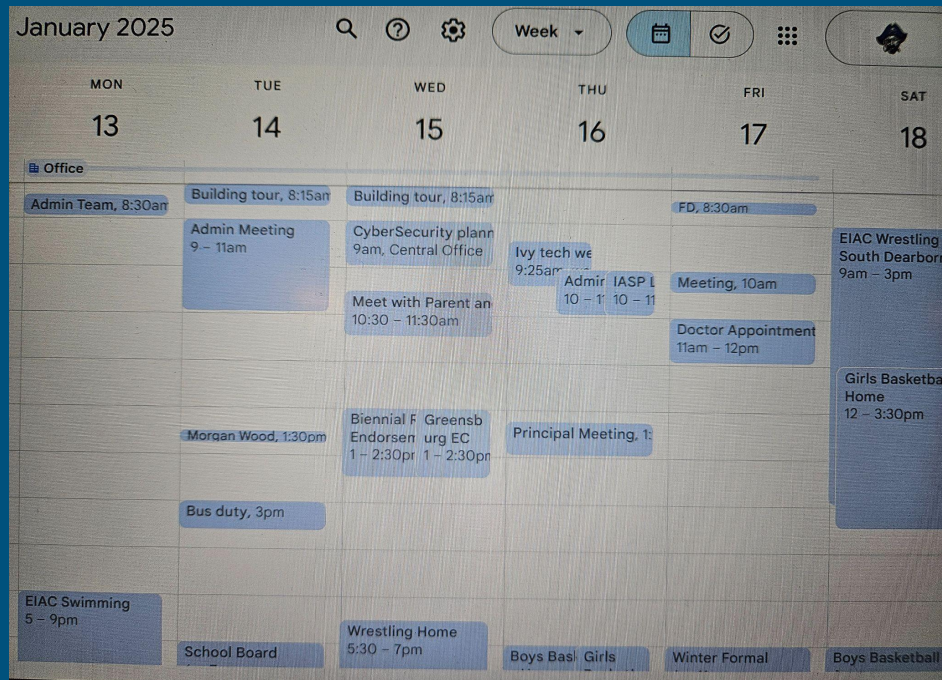 January 2025
Week
MON
13
TUE
14
WED
15
THU
16
FRI
17
SAT
18
Office
Admin Team, 8:30am
EIAC Swimming
5 – 9pm
Building tour, 8:15am
Admin Meeting
9 – 11am
Morgan Wood, 1:30pm
Bus duty, 3pm
School Board
Building tour, 8:15am
CyberSecurity plann
9am, Central Office
Meet with Parent an
10:30 – 11:30am
Biennial
Endorsem
1 – 2:30pm
Greensb
urg EC
1 – 2:30pm
Wrestling Home
5:30 – 7pm
Ivy tech we
9:25am
Admin
10 – 11
IASP L
10 – 11
Principal Meeting, 1:
Boys Bask
Girls
FD, 8:30am
Meeting, 10am
Doctor Appointment
11am – 12pm
Winter Formal
EIAC Wrestling
South Dearborn
9am – 3pm
Girls Basketba
Home
12 – 3:30pm
Boys Basketball